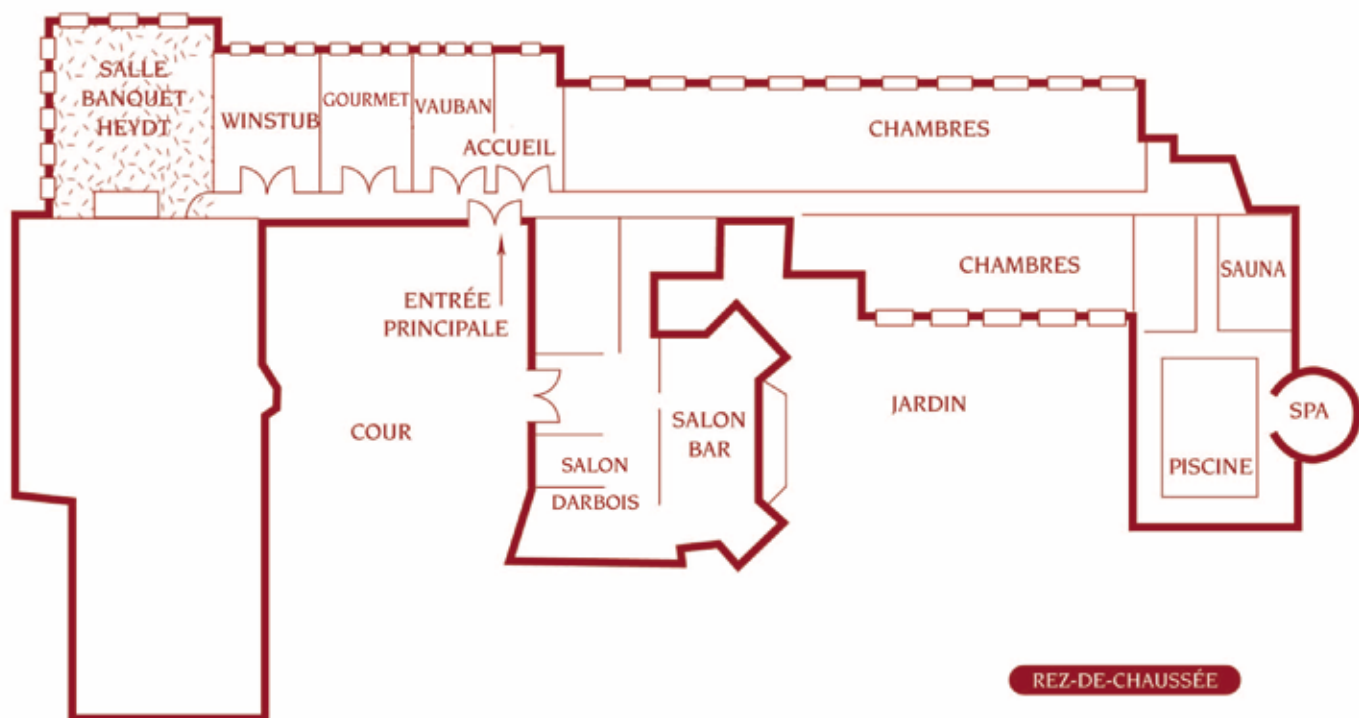 SALLE
BANQUET
HEYDT
WINSTUB
GOURMET
VAUBAN
ACCUEIL
CHAMBRES
ENTRÉE
PRINCIPALE
CHAMBRES
SAUNA
COUR
SALON
DARBOIS
SALON
BAR
JARDIN
PISCINE
SPA
REZ-DE-CHAUSSÉE